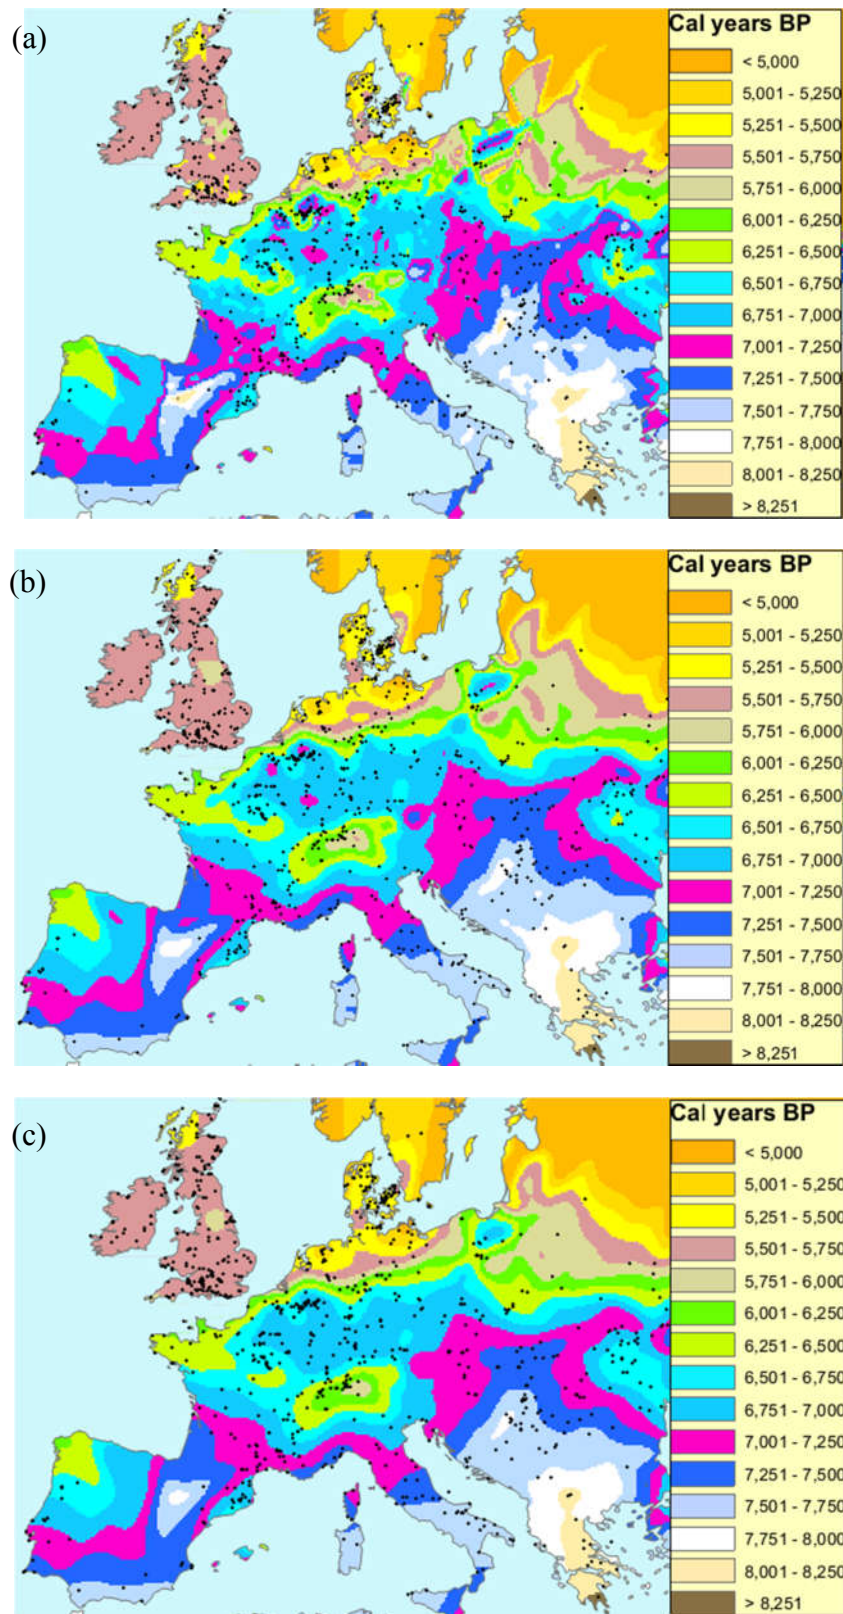 (a)
Cal years BP
< 5,000
5,001 - 5,250
5,251 - 5,500
5,501 - 5,750
5,751 - 6,000
6,001 - 6,250
6,251 - 6,500
6,501 - 6,750
6,751 - 7,000
7,001 - 7,250
7,251 - 7,500
7,501 - 7,750
7,751 - 8,000
8,001 - 8,250
> 8,251
(b)
Cal years BP
< 5,000
5,001 - 5,250
5,251 - 5,500
5,501 - 5,750
5,751 - 6,000
6,001 - 6,250
6,251 - 6,500
6,501 - 6,750
6,751 - 7,000
7,001 - 7,250
7,251 - 7,500
7,501 - 7,750
7,751 - 8,000
8,001 - 8,250
> 8,251
(c)
Cal years BP
< 5,000
5,001 - 5,250
5,251 - 5,500
5,501 - 5,750
5,751 - 6,000
6,001 - 6,250
6,251 - 6,500
6,501 - 6,750
6,751 - 7,000
7,001 - 7,250
7,251 - 7,500
7,501 - 7,750
7,751 - 8,000
8,001 - 8,250
> 8,251